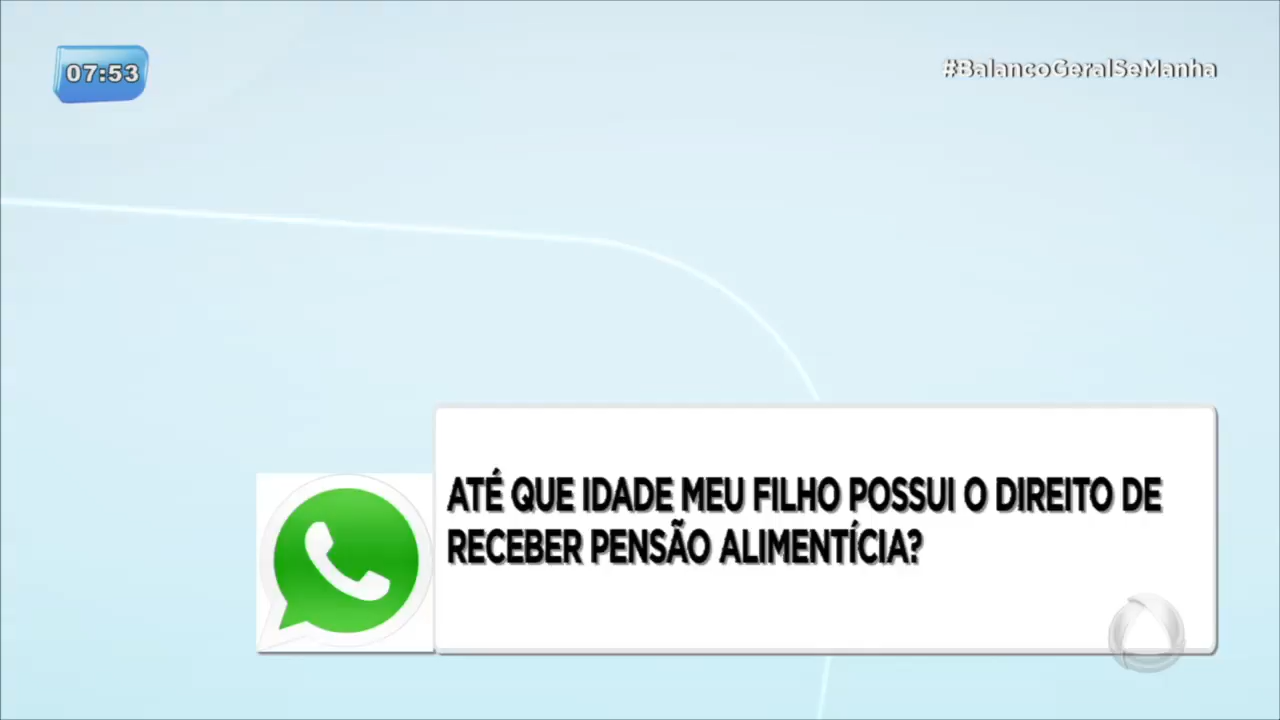 07:53
#BalancoGeralSeManha
ATÉ QUE IDADE MEU FILHO POSSUI O DIREITO DE
RECEBER PENSÃO ALIMENTÍCIA?